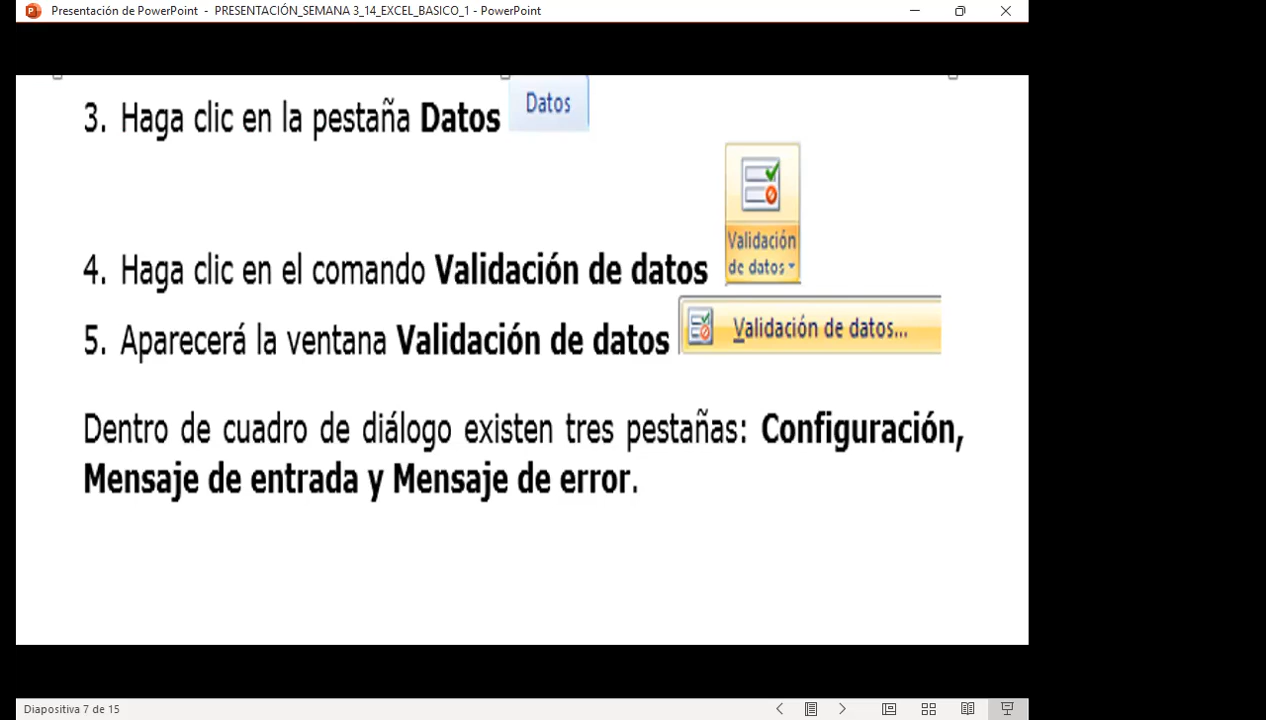 Presentación de PowerPoint - PRESENTACIÓN_SEMANA 3_14_EXCEL_BASICO_1 - PowerPoint
3. Haga clic en la pestaña Datos Datos
Validación
de datos
4. Haga clic en el comando Validación de datos
5. Aparecerá la ventana Validación de datos Validación de datos...
Dentro de cuadro de diálogo existen tres pestañas: Configuración,
Mensaje de entrada y Mensaje de error.
Diapositiva 7 de 15